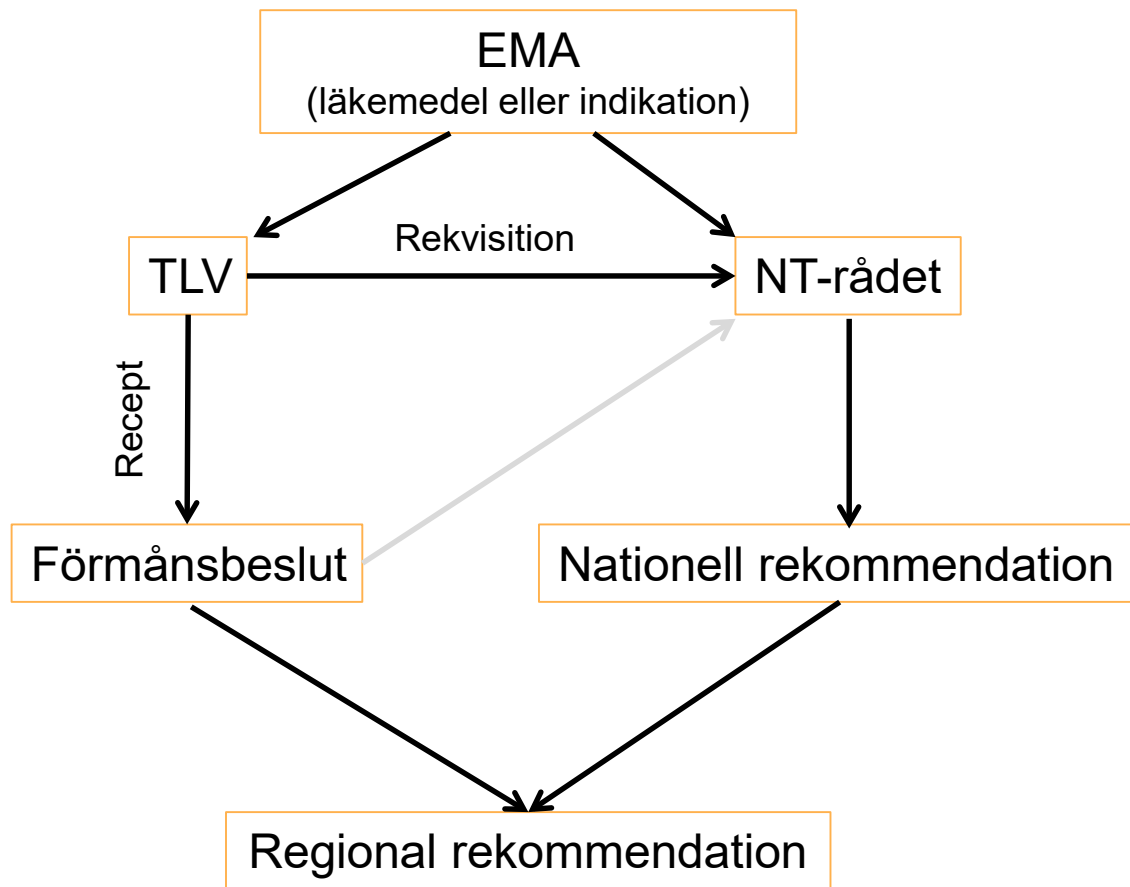 EMA
(läkemedel eller indikation)
Rekvisition
TLV
NT-rådet
Recept
Förmånsbeslut
Nationell rekommendation
Regional rekommendation